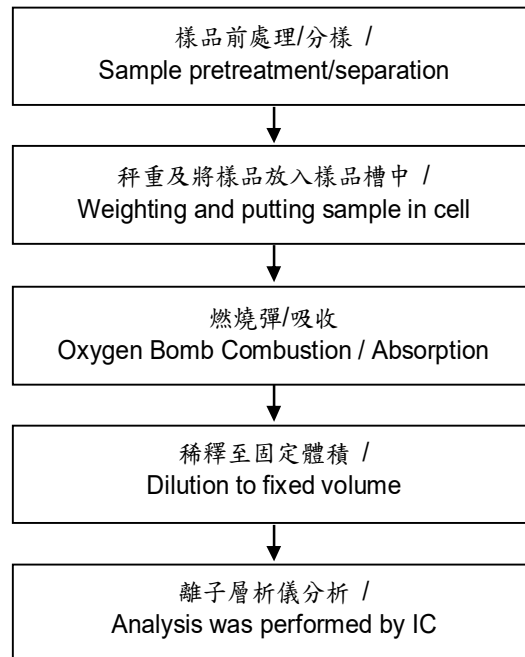 樣品前處理/分樣 /
Sample pretreatment/separation
秤重及將樣品放入樣品槽中 /
Weighting and putting sample in cell
燃燒彈/吸收
Oxygen Bomb Combustion / Absorption
稀釋至固定體積 /
Dilution to fixed volume
離子層析儀分析 /
Analysis was performed by IC